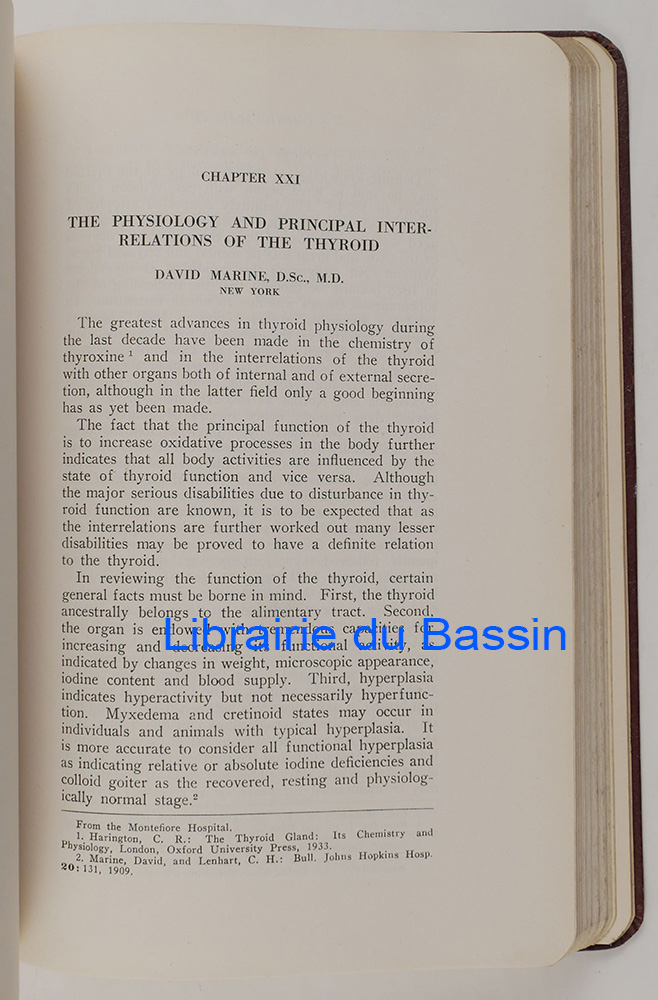 CHAPTER XXI
THE PHYSIOLOGY AND PRINCIPAL INTER-
RELATIONS OF THE THYROID
DAVID MARINE, D.Sc., M.D.
NEW YORK
The greatest advances in thyroid physiology during
the last decade have been made in the chemistry of
thyroxine 1 and in the interrelations of the thyroid
with other organs both of internal and of external secre-
tion, although in the latter field only a good beginning
has as yet been made.
The fact that the principal function of the thyroid
is to increase oxidative processes in the body further
indicates that all body activities are influenced by the
state of thyroid function and vice versa. Although
the major serious disabilities due to disturbance in thy-
roid function are known, it is to be expected that as
the interrelations are further worked out many lesser
disabilities may be proved to have a definite relation
to the thyroid.
In reviewing the function of the thyroid, certain
general facts must be borne in mind. First, the thyroid
ancestrally belongs to the alimentary tract. Second,
the organ is endowed with tremendous capacities for
Librairie du Bassin
increasing and decreasing its functional activity, as
indicated by changes in weight, microscopic appearance,
iodine content and blood supply. Third, hyperplasia
indicates hyperactivity but not necessarily hyperfunc-
tion. Myxedema and cretinoid states may occur in
individuals and animals with typical hyperplasia. It
is more accurate to consider all functional hyperplasia
as indicating relative or absolute iodine deficiencies and
colloid goiter as the recovered, resting and physiolog-
ically normal stage.2
From the Montefiore Hospital.
1. Harington, C. R.: The Thyroid Gland: Its Chemistry and
Physiology, London, Oxford University Press, 1933.
2. Marine, David, and Lenhart, C. H.: Bull. Johns Hopkins Hosp.
20: 131, 1909.